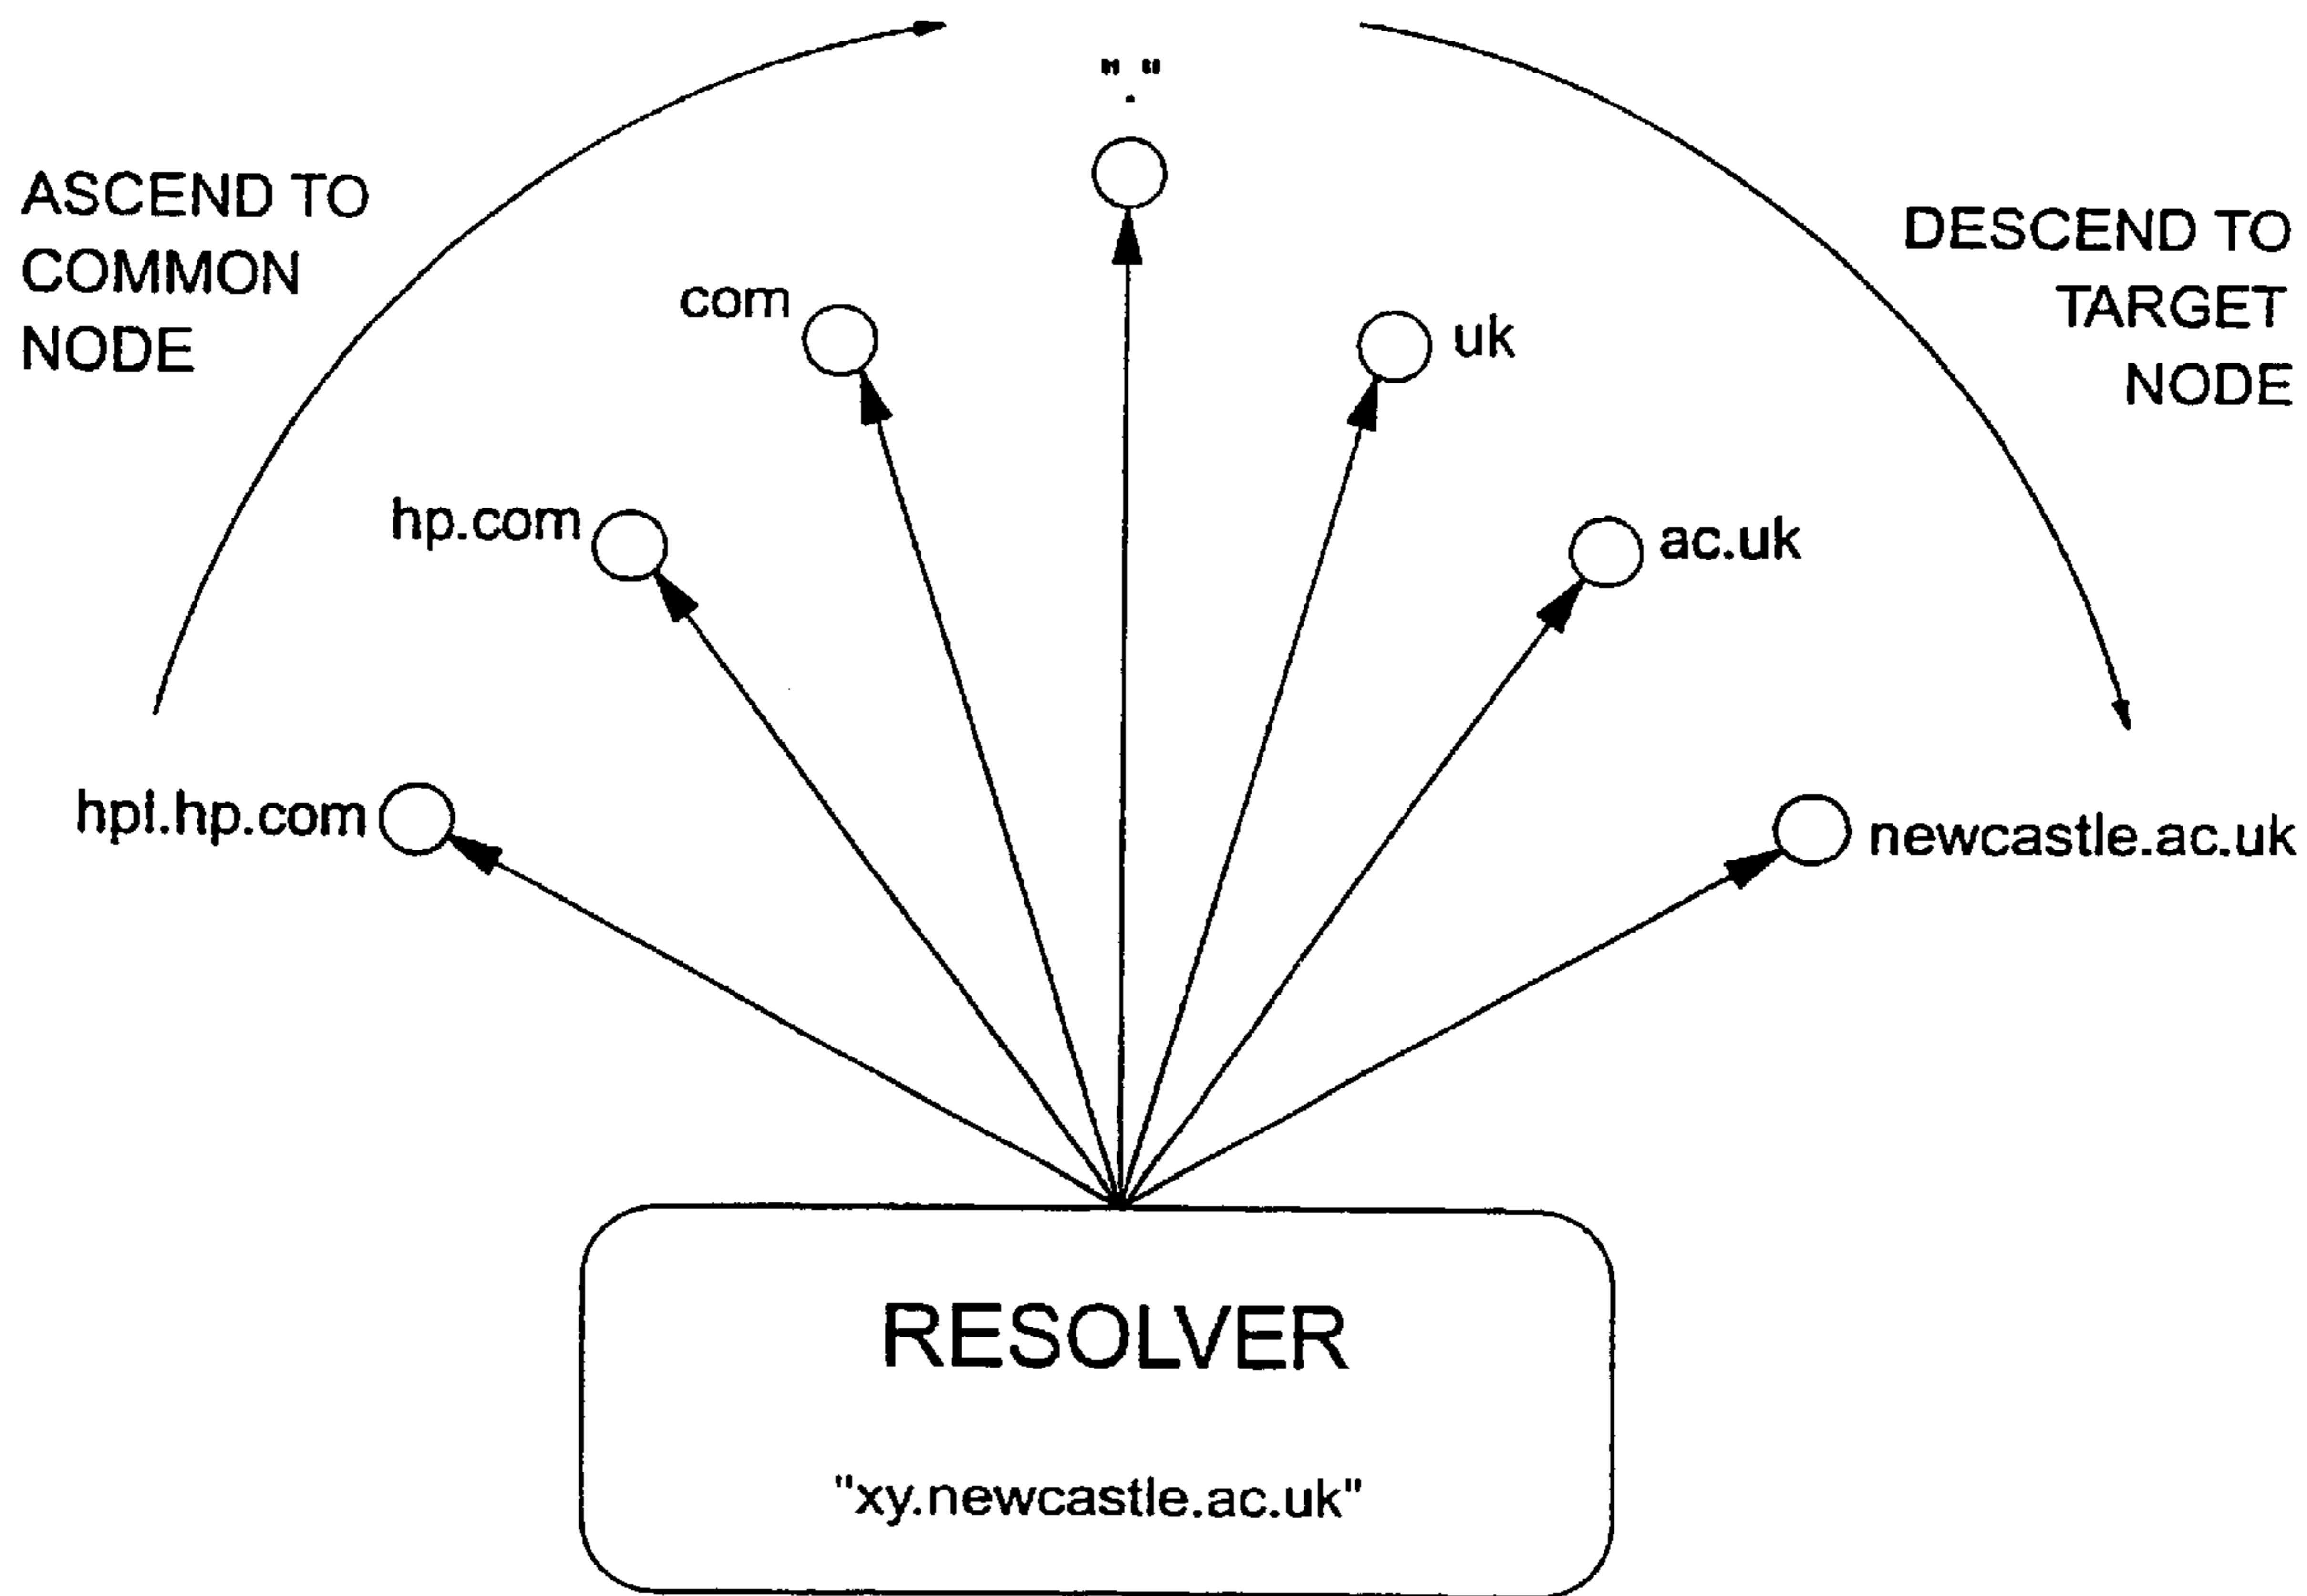 "."
ASCEND TO
COMMON
NODE
DESCEND TO
TARGET
NODE
com
uk
hp.com
ac.uk
hpl.hp.com
newcastle.ac.uk
RESOLVER
"xy.newcastle.ac.uk"